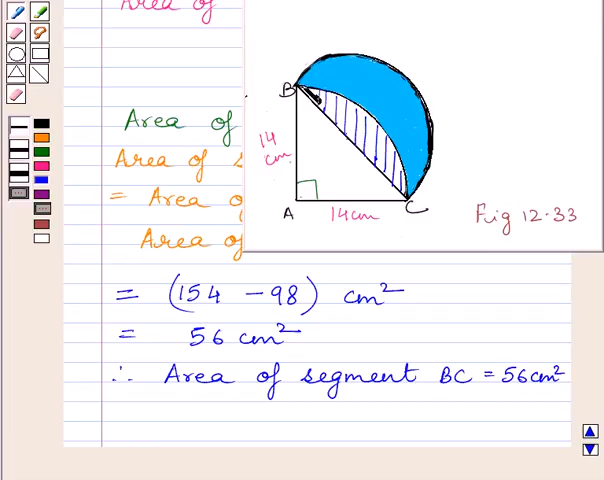 Area of
B
Area of
14
cm
Area of
= Area of
A
14cm
C
Fig 12.33
Area of
= (154 - 98) cm²
= 56 cm²
∴ Area of segment BC = 56cm²